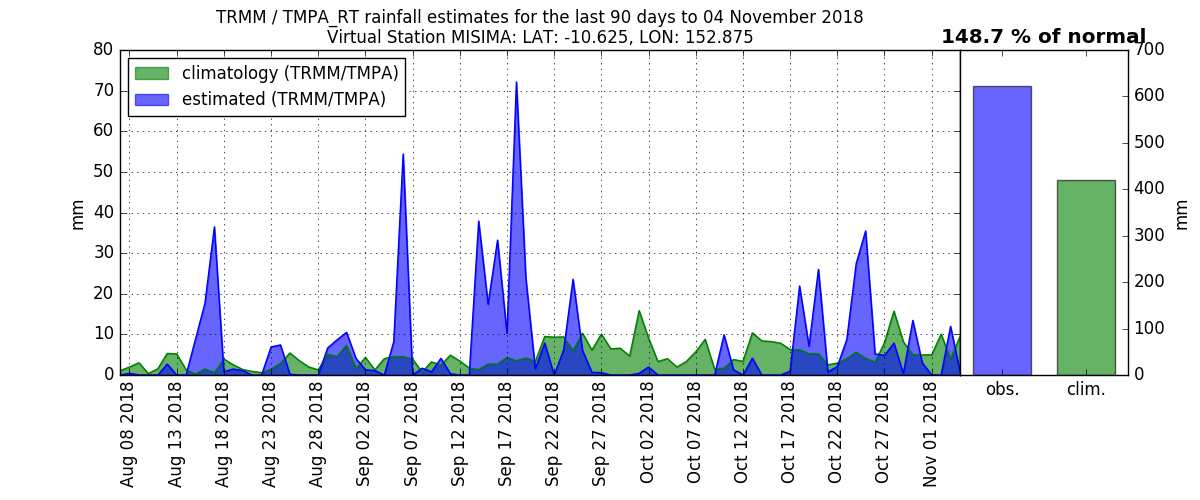 TRMM / TMPA_RT rainfall estimates for the last 90 days to 04 November 2018
Virtual Station MISIMA: LAT: -10.625, LON: 152.875
148.7 % of normal
climatology (TRMM/TMPA)
estimated (TRMM/TMPA)
80
70
60
50
40
30
20
10
0
mm
Aug 08 2018
Aug 13 2018
Aug 18 2018
Aug 23 2018
Aug 28 2018
Sep 02 2018
Sep 07 2018
Sep 12 2018
Sep 17 2018
Sep 22 2018
Sep 27 2018
Oct 02 2018
Oct 07 2018
Oct 12 2018
Oct 17 2018
Oct 22 2018
Oct 27 2018
Nov 01 2018
obs.
clim.
700
600
500
400
300
200
100
0
mm